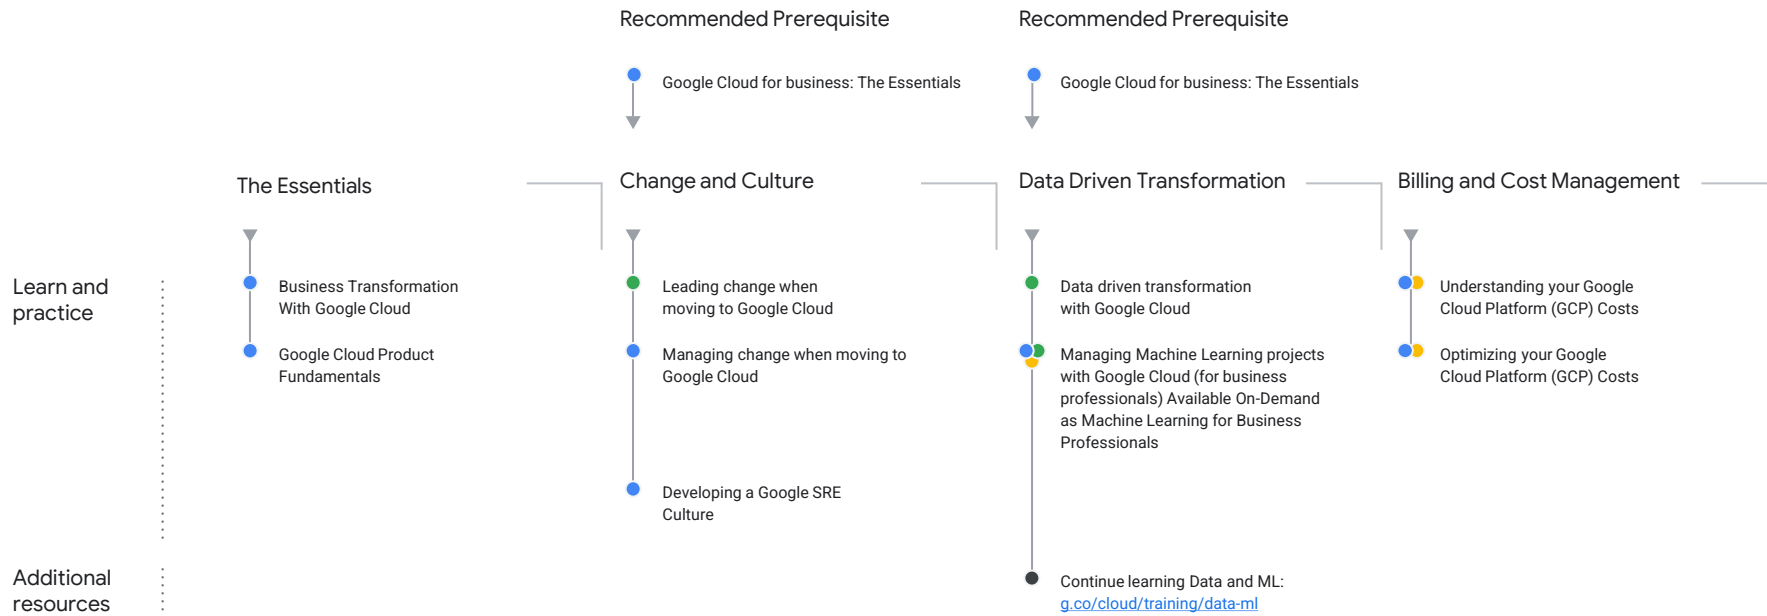 Recommended Prerequisite
Google Cloud for business: The Essentials
Recommended Prerequisite
Google Cloud for business: The Essentials
Learn and
practice
The Essentials
Business Transformation
With Google Cloud
Google Cloud Product
Fundamentals
Change and Culture
Leading change when
moving to Google Cloud
Managing change when moving to
Google Cloud
Developing a Google SRE
Culture
Data Driven Transformation
Data driven transformation
with Google Cloud
Managing Machine Learning projects
with Google Cloud (for business
professionals) Available On-Demand
as Machine Learning for Business
Professionals
Billing and Cost Management
Understanding your Google
Cloud Platform (GCP) Costs
Optimizing your Google
Cloud Platform (GCP) Costs
Additional
resources
Continue learning Data and ML:
g.co/cloud/training/data-ml